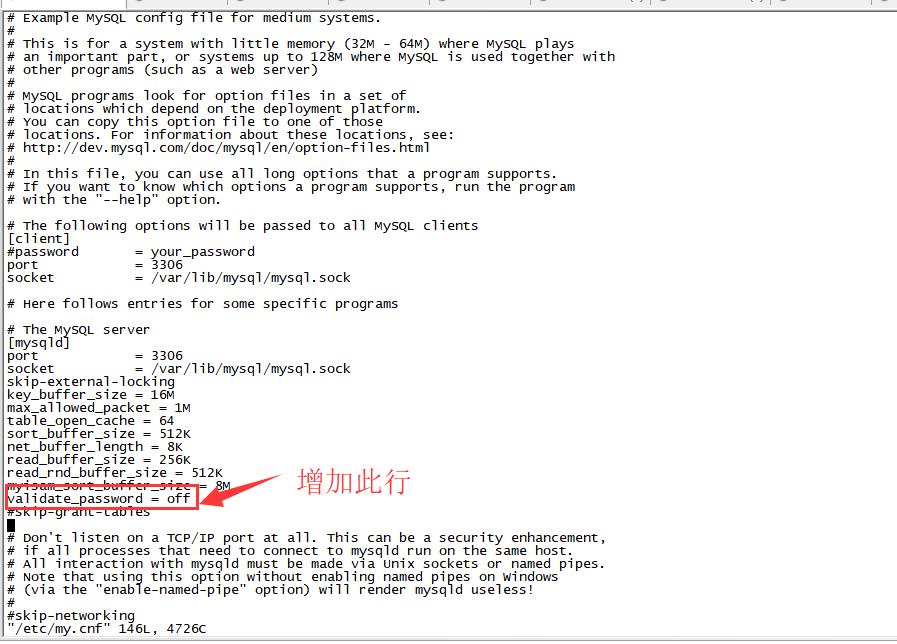 # Example MySQL config file for medium systems.
#
# This is for a system with little memory (32M - 64M) where MySQL plays
# an important part, or systems up to 128M where MySQL is used together with
# other programs (such as a web server)
#
# MySQL programs look for option files in a set of
# locations which depend on the deployment platform.
# You can copy this option file to one of those
# locations. For information about these locations, see:
# http://dev.mysql.com/doc/mysql/en/option-files.html
#
# In this file, you can use all long options that a program supports.
# If you want to know which options a program supports, run the program
# with the "--help" option.

# The following options will be passed to all MySQL clients
[client]
#password       = your_password
port            = 3306
socket          = /var/lib/mysql/mysql.sock

# Here follows entries for some specific programs

# The MySQL server
[mysqld]
port            = 3306
socket          = /var/lib/mysql/mysql.sock
skip-external-locking
key_buffer_size = 16M
max_allowed_packet = 1M
table_open_cache = 64
sort_buffer_size = 512K
net_buffer_length = 8K
read_buffer_size = 256K
read_rnd_buffer_size = 512K
myisam_sort_buffer_size = 8M
validate_password = off
增加此行
#skip-grant-tables

# Don't listen on a TCP/IP port at all. This can be a security enhancement,
# if all processes that need to connect to mysqld run on the same host.
# All interaction with mysqld must be made via Unix sockets or named pipes.
# Note that using this option without enabling named pipes on Windows
# (via the "enable-named-pipe" option) will render mysqld useless!
#
#skip-networking
"/etc/my.cnf" 146L, 4726C